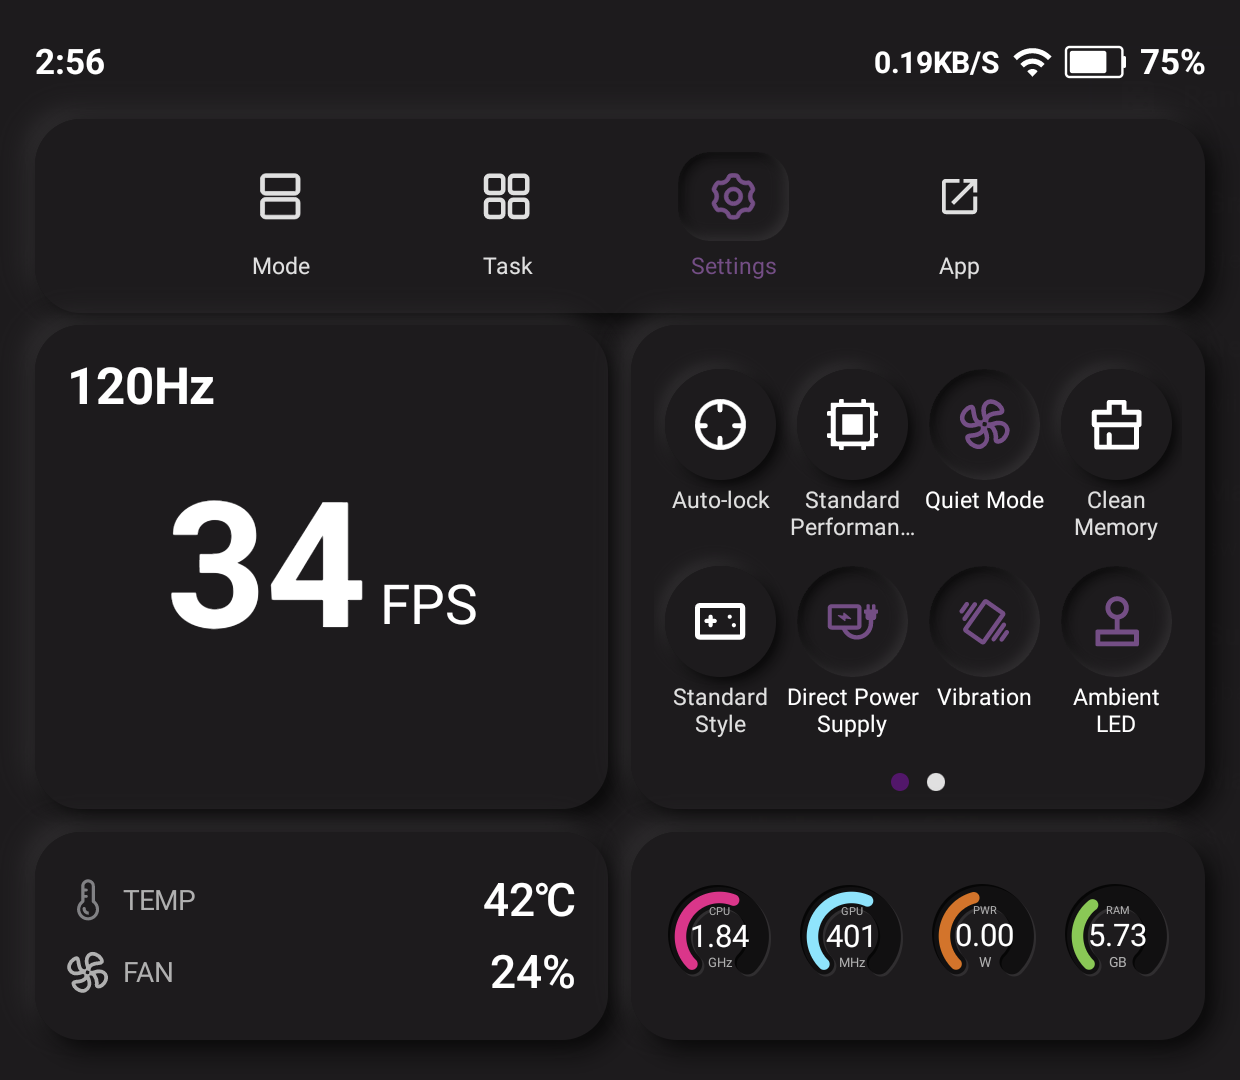 2:56
0.19KB/S
75%
Mode
Task
Settings
App
120Hz
34 FPS
Auto-lock
Standard
Performan...
Quiet Mode
Clean
Memory
Standard
Style
Direct Power
Supply
Vibration
Ambient
LED
TEMP
42℃
FAN
24%
CPU
1.84
GHz
GPU
401
MHz
PWR
0.00
W
RAM
5.73
GB